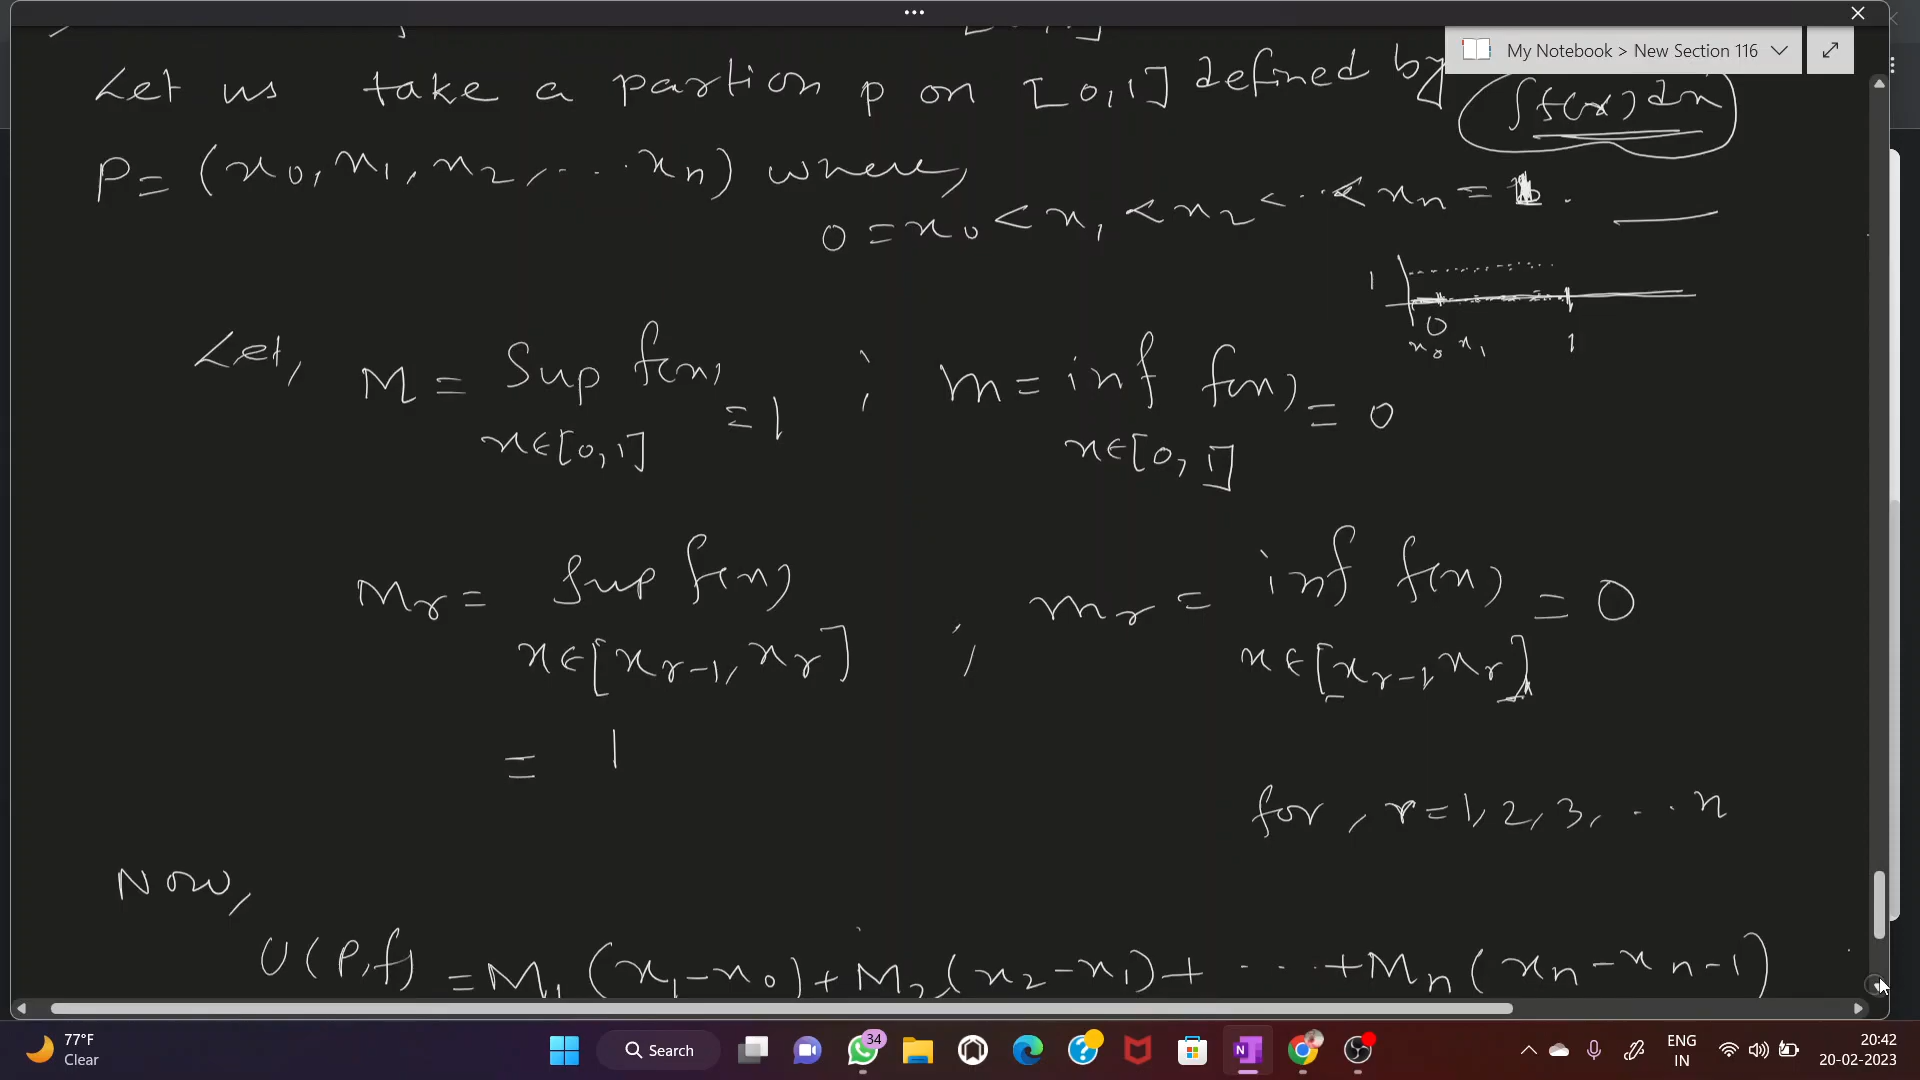 My Notebook > New Section 116
Let us take a partion p on [0,1] defined by
∫f(x) dx
P = (x0, x1, x2, ... xn) where,
0 = x0 < x1 < x2 < ... < xn = 1.
1
0
x0 x1 1
Let, M = Sup f(x) = 1 ; m = inf f(x) = 0
x∈[0,1] x∈[0,1]
Mr = Sup f(x) ; mr = inf f(x) = 0
x∈[xr-1, xr] x∈[xr-1, xr]
= 1
for, r = 1, 2, 3, ... n
Now,
U(P,f) = M1 (x1-x0) + M2 (x2-x1) + ... + Mn (xn - xn-1)
77°F
Clear
Search
34
ENG
IN
20:42
20-02-2023